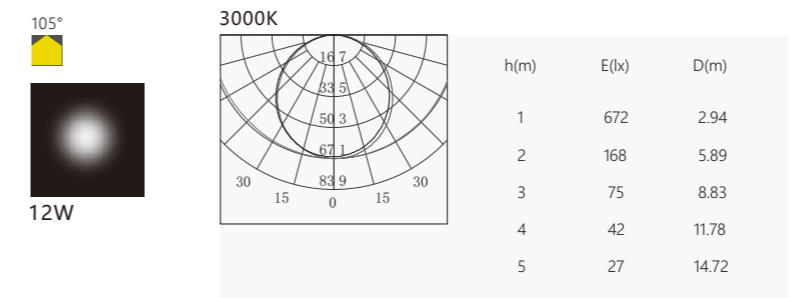 105°
3000K
h(m) E(lx) D(m)
16 7
33 5
50 3
67 1
83 9
30 15 0 15 30
1 672 2.94
2 168 5.89
3 75 8.83
4 42 11.78
5 27 14.72
12W